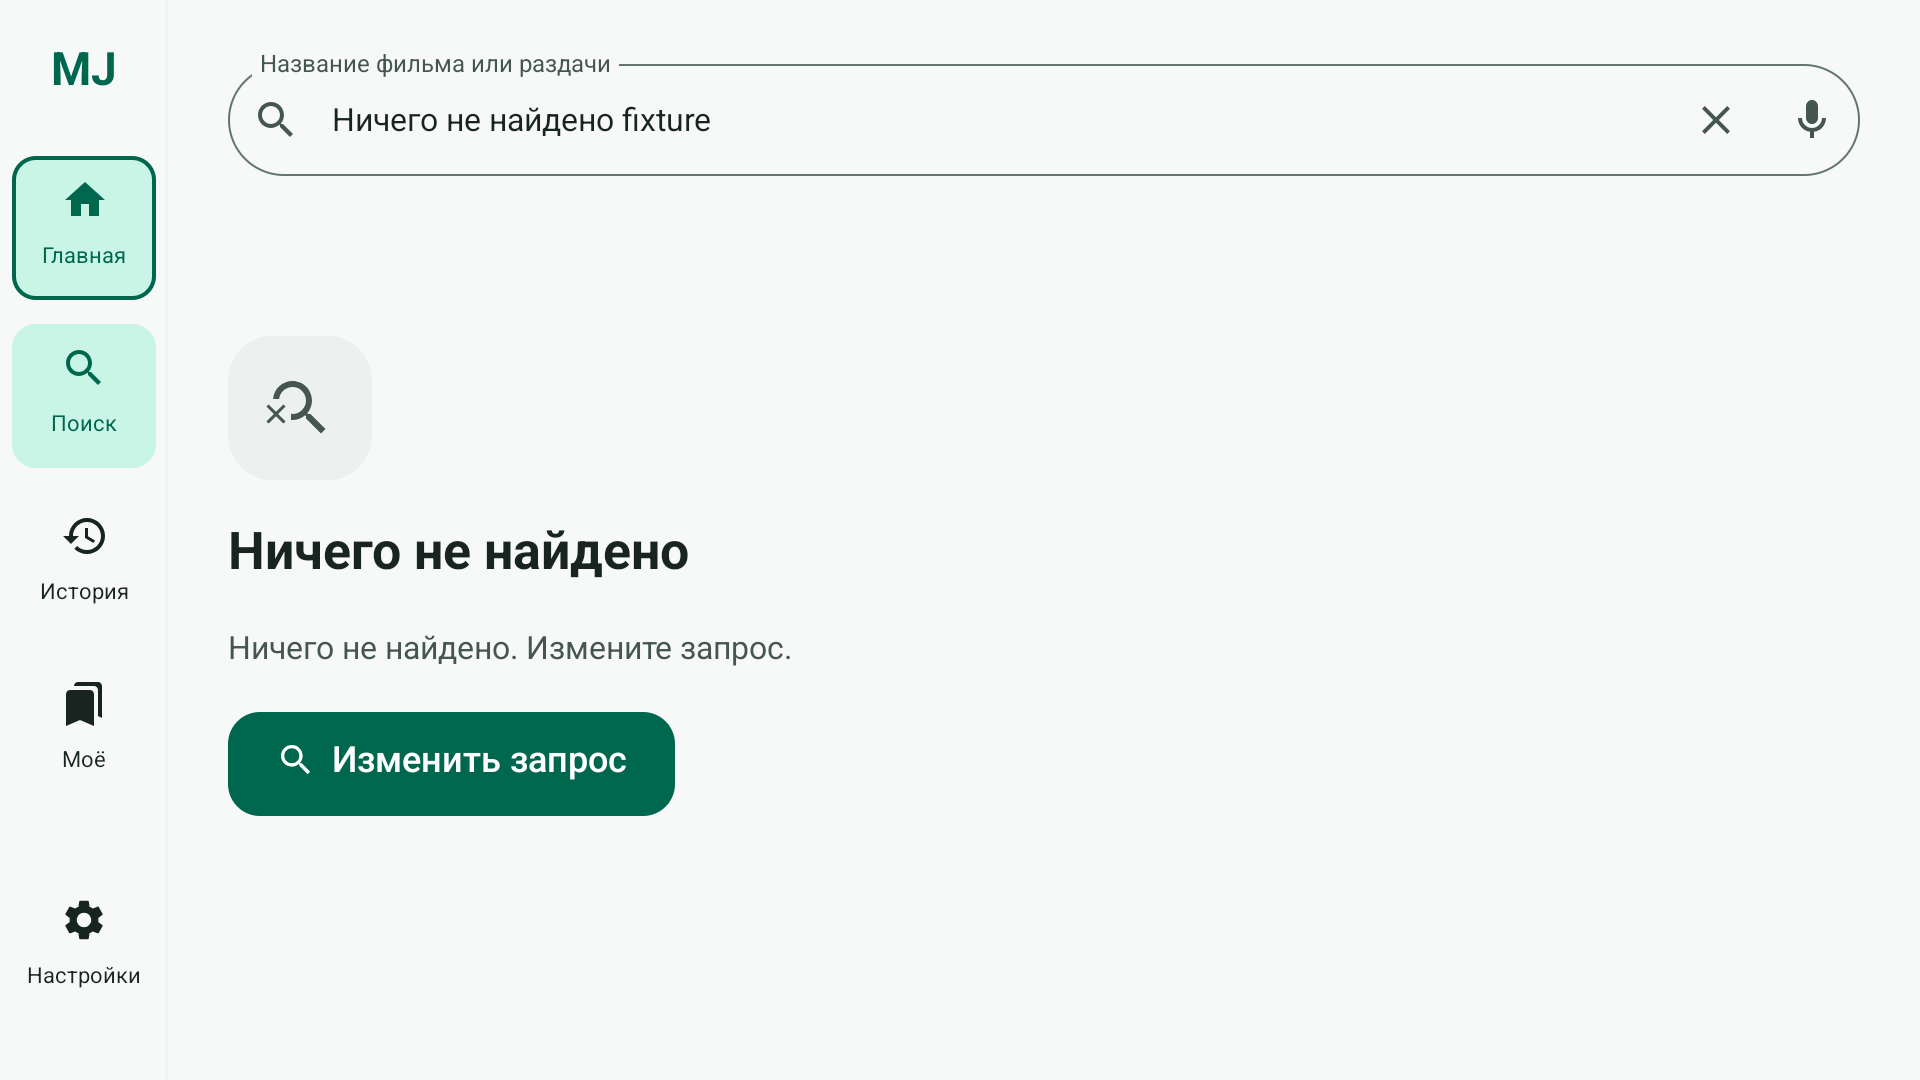 MJ
Главная
Поиск
История
Моё
Настройки
Название фильма или раздачи
Ничего не найдено fixture
Ничего не найдено
Ничего не найдено. Измените запрос.
Изменить запрос